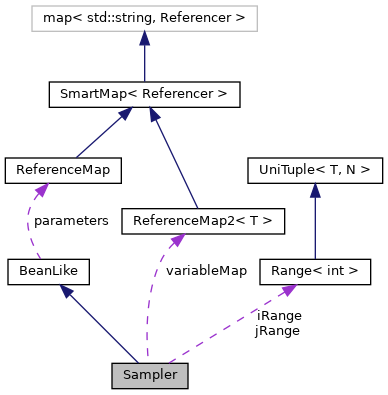 map< std::string, Referencer >
SmartMap< Referencer >
ReferenceMap
UniTuple< T, N >
ReferenceMap2< T >
parameters
BeanLike
variableMap
Range< int >
iRange
jRange
Sampler